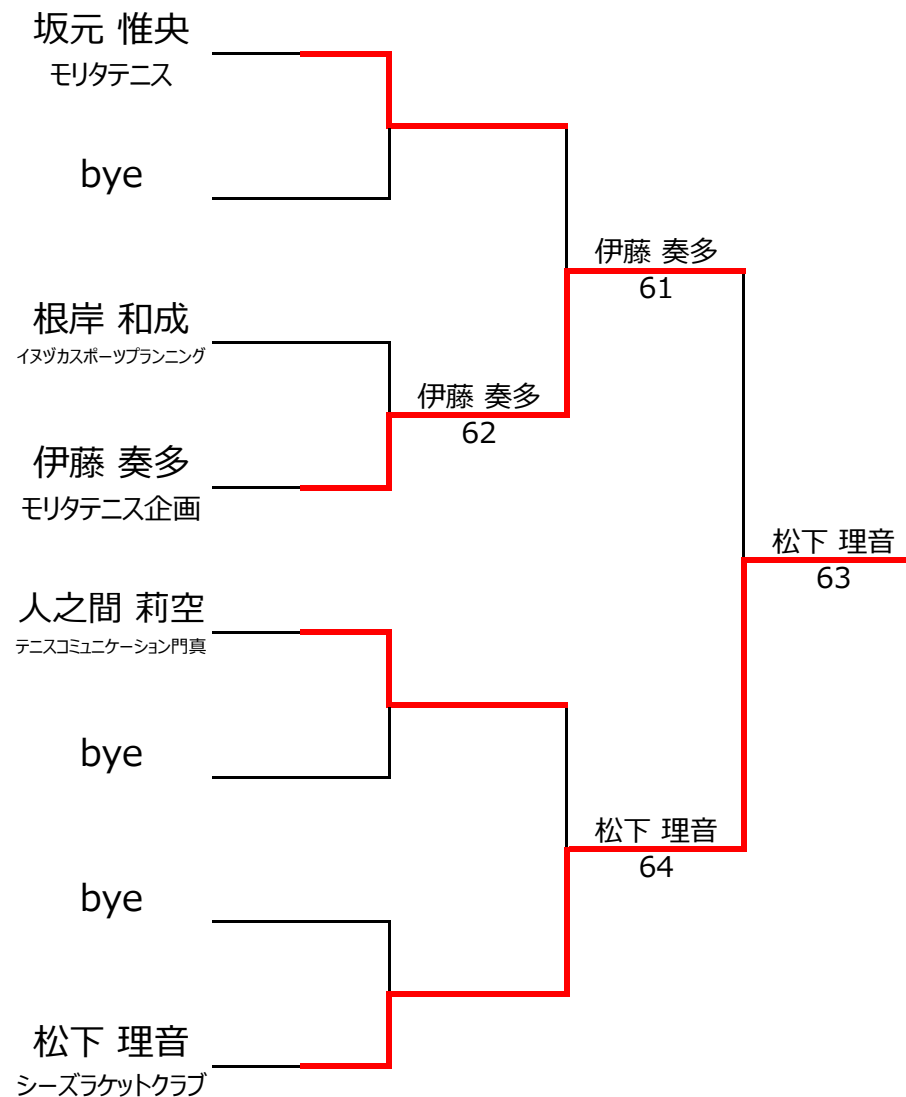 坂元 惟央
モリタテニス
bye
根岸 和成
イヌヅカスポーツプランニング
伊藤 奏多
モリタテニス企画
人之間 莉空
テニスコミュニケーション門真
bye
bye
松下 理音
シーズラケットクラブ
伊藤 奏多
62
伊藤 奏多
61
松下 理音
64
松下 理音
63